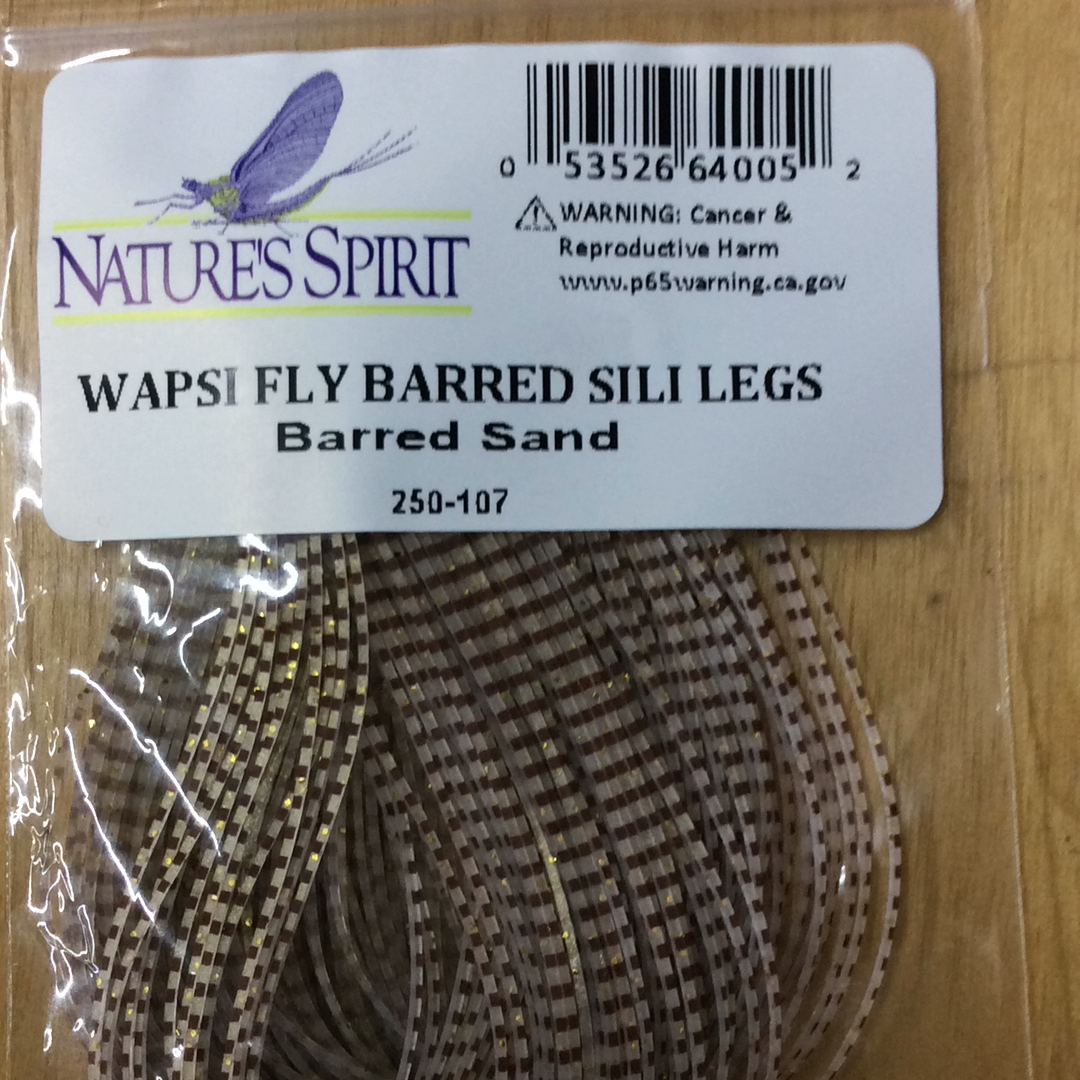 NATURE'S SPIRIT
0 53526 64005 2
WARNING: Cancer &
Reproductive Harm
www.p65warning.ca.gov
WAPSI FLY BARRED SILI LEGS
Barred Sand
250-107